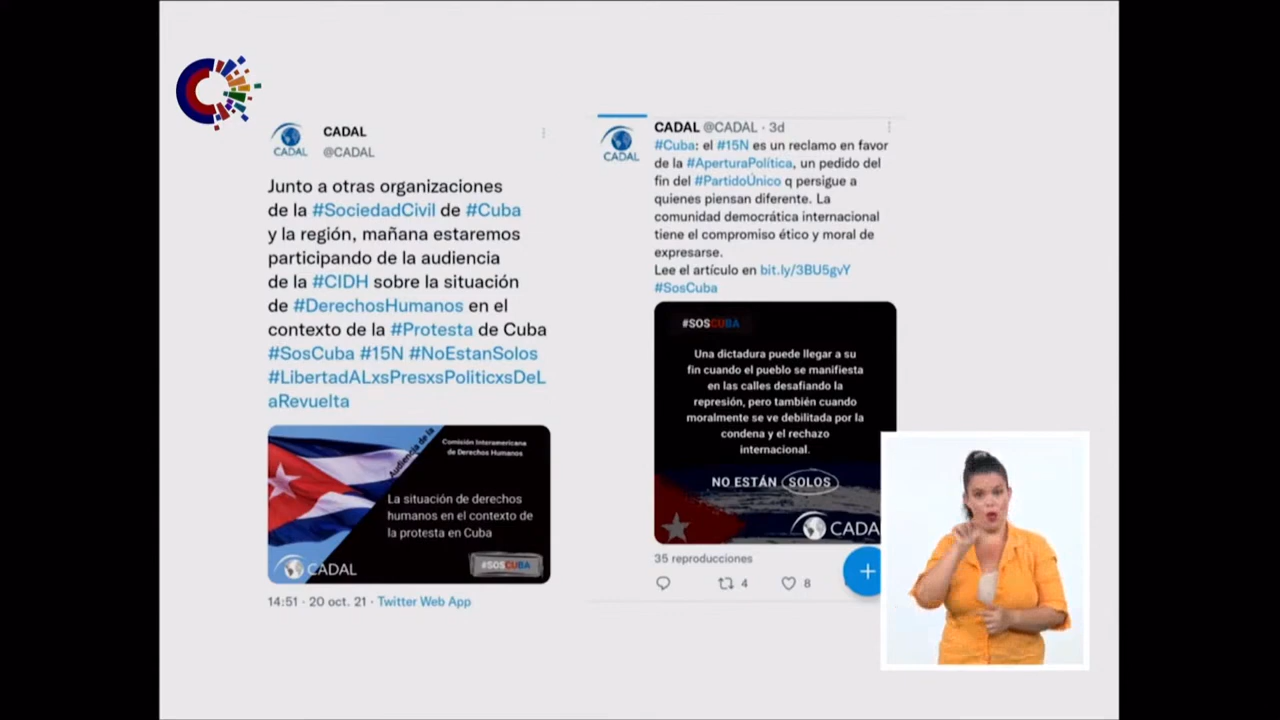 CADAL
@CADAL
CADAL
Junto a otras organizaciones
de la #SociedadCivil de #Cuba
y la región, mañana estaremos
participando de la audiencia
de la #CIDH sobre la situación
de #DerechosHumanos en el
contexto de la #Protesta de Cuba
#SosCuba #15N #NoEstanSolos
#LibertadALxsPresxsPoliticxsDeL
aRevuelta
Audiencia de la
Comisión Interamericana
de Derechos Humanos
La situación de derechos
humanos en el contexto de
la protesta en Cuba
CADAL
#SOSCUBA
14:51 · 20 oct. 21 · Twitter Web App
CADAL @CADAL · 3d
CADAL
#Cuba: el #15N es un reclamo en favor
de la #AperturaPolítica, un pedido del
fin del #PartidoÚnico q persigue a
quienes piensan diferente. La
comunidad democrática internacional
tiene el compromiso ético y moral de
expresarse.
Lee el artículo en bit.ly/3BU5gvY
#SosCuba
#SOSCUBA
Una dictadura puede llegar a su
fin cuando el pueblo se manifiesta
en las calles desafiando la
represión, pero también cuando
moralmente se ve debilitada por la
condena y el rechazo
internacional.
NO ESTÁN SOLOS
CADA
35 reproducciones
4
8